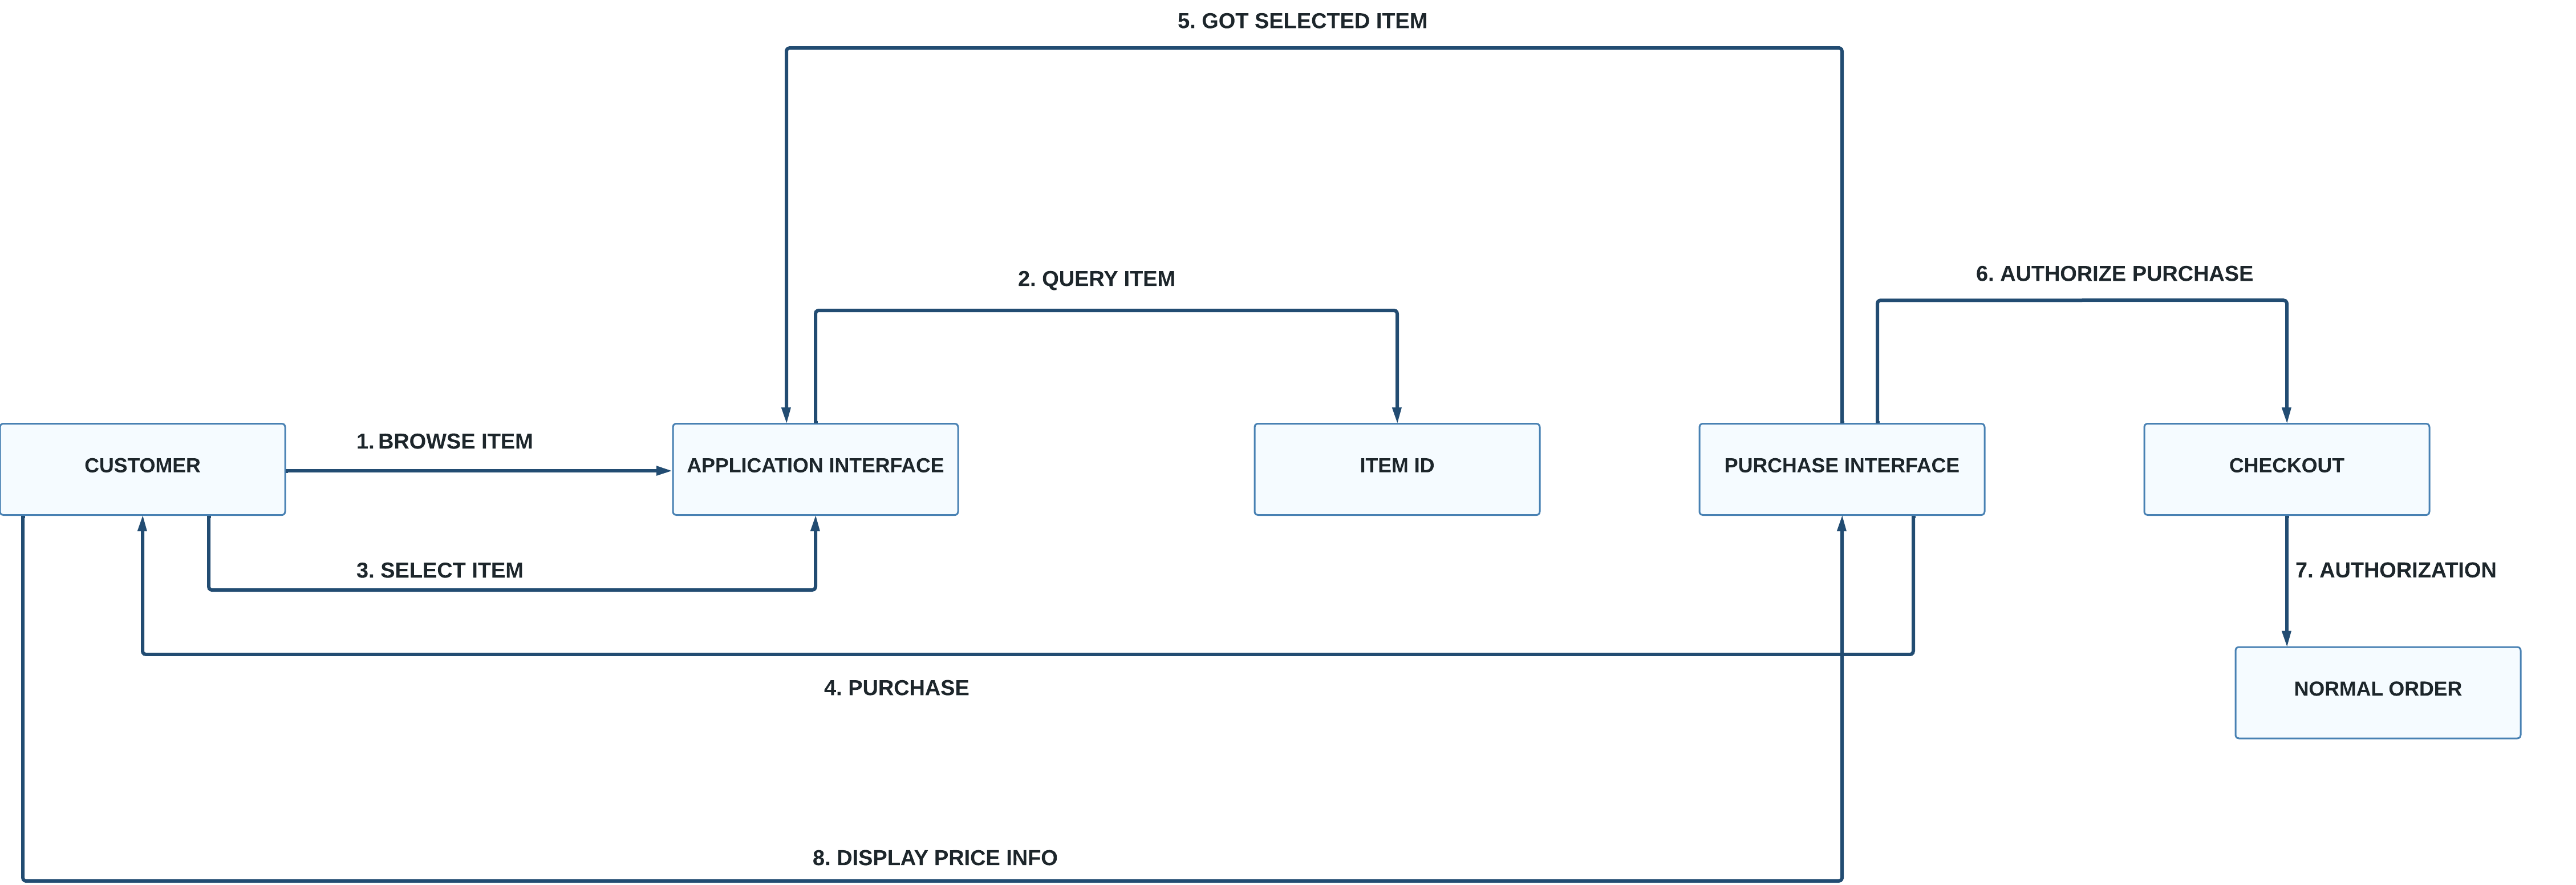 5. GOT SELECTED ITEM
2. QUERY ITEM
6. AUTHORIZE PURCHASE
1. BROWSE ITEM
CUSTOMER
APPLICATION INTERFACE
ITEM ID
PURCHASE INTERFACE
CHECKOUT
3. SELECT ITEM
7. AUTHORIZATION
4. PURCHASE
NORMAL ORDER
8. DISPLAY PRICE INFO